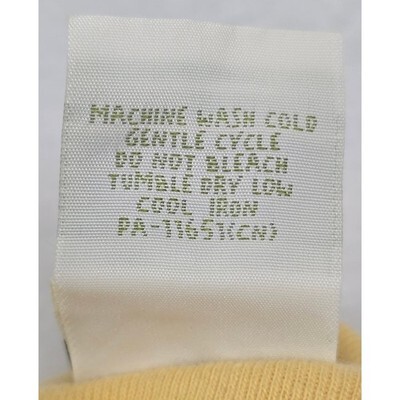 MACHINE WASH COLD
GENTLE CYCLE
DO NOT BLEACH
TUMBLE DRY LOW
COOL IRON
PA-11651(CN)